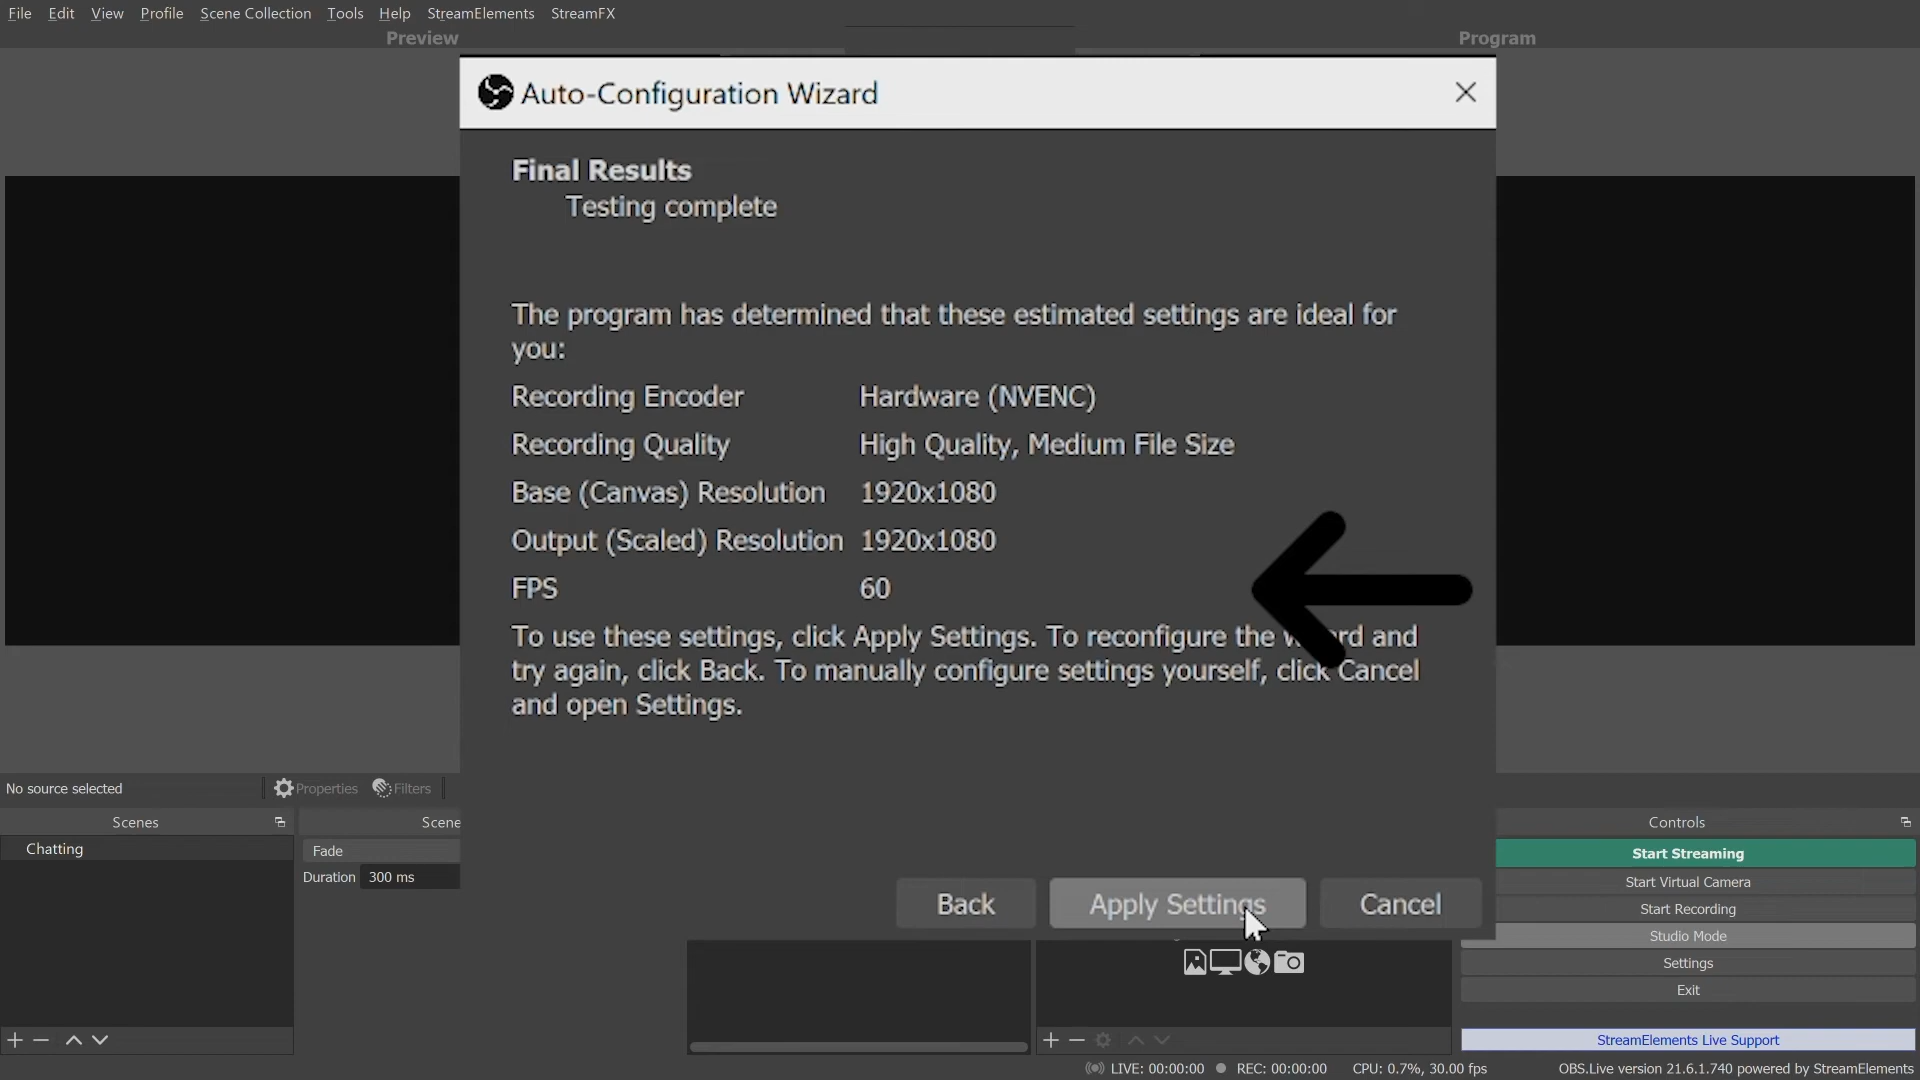 File Edit View Profile Scene Collection Tools Help StreamElements StreamFX
Preview
Program
Auto-Configuration Wizard
Final Results
Testing complete
The program has determined that these estimated settings are ideal for
you:
Recording Encoder Hardware (NVENC)
Recording Quality High Quality, Medium File Size
Base (Canvas) Resolution 1920x1080
Output (Scaled) Resolution 1920x1080
FPS 60
To use these settings, click Apply Settings. To reconfigure the and
try again, click Back. To manually configure settings yourself, click Cancel
and open Settings.
Back Apply Settings Cancel
No source selected Properties Filters
Scenes
Chatting
Scene
Fade
Duration 300 ms
Controls
Start Streaming
Start Virtual Camera
Start Recording
Studio Mode
Settings
Exit
StreamElements Live Support
LIVE: 00:00:00 REC: 00:00:00 CPU: 0.7%, 30.00 fps OBS.Live version 21.6.1.740 powered by StreamElements